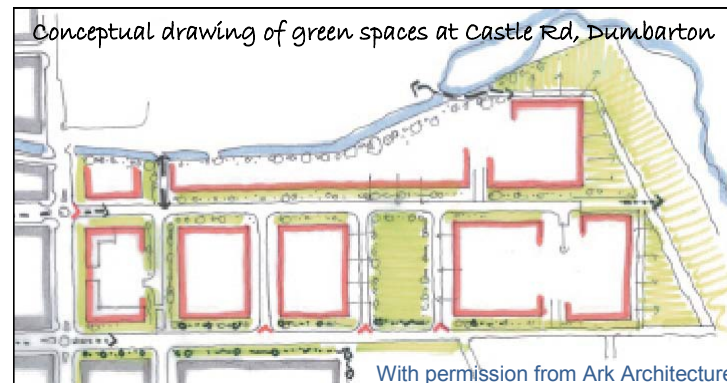 Conceptual drawing of green spaces at Castle Rd, Dumbarton
With permission from Ark Architecture